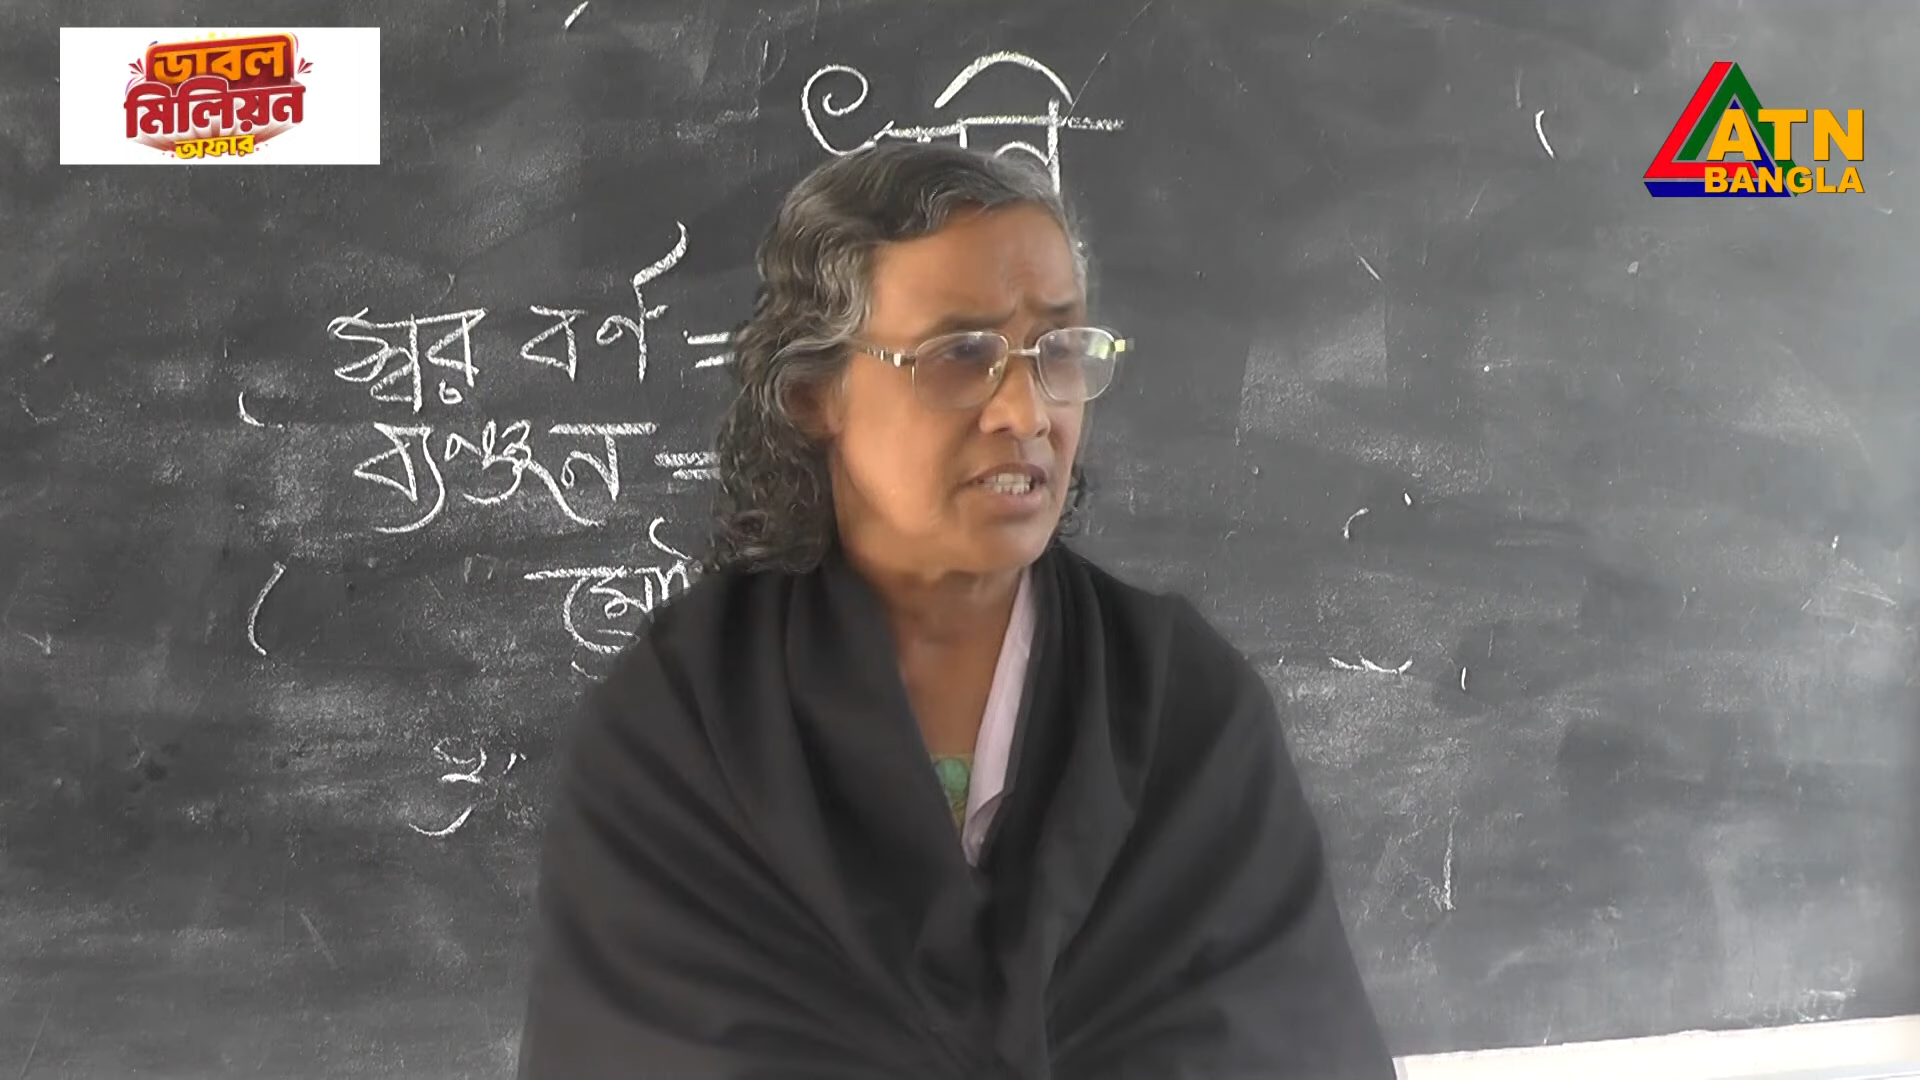 ডাবল
মিলিয়ন
অফার
ATN
BANGLA
স্বর বর্ণ =
ব্যঞ্জন =